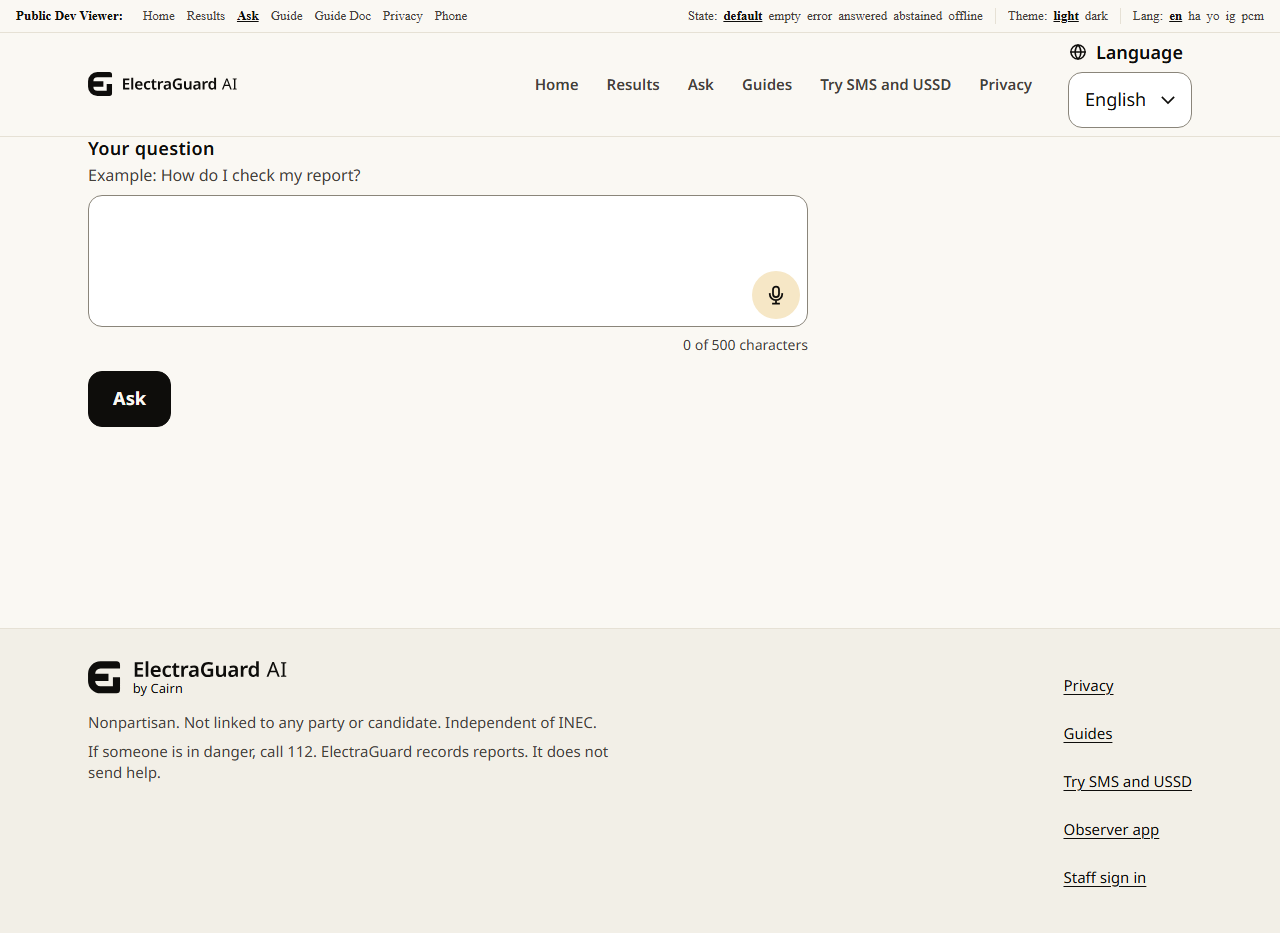 Public Dev Viewer: Home Results Ask Guide Guide Doc Privacy Phone State: default empty error answered abstained offline Theme: light dark Lang: en ha yo ig pcm
Language
ElectraGuard AI Home Results Ask Guides Try SMS and USSD Privacy
English
Your question
Example: How do I check my report?
0 of 500 characters
Ask
ElectraGuard AI
by Cairn
Nonpartisan. Not linked to any party or candidate. Independent of INEC.
If someone is in danger, call 112. ElectraGuard records reports. It does not
send help.
Privacy
Guides
Try SMS and USSD
Observer app
Staff sign in